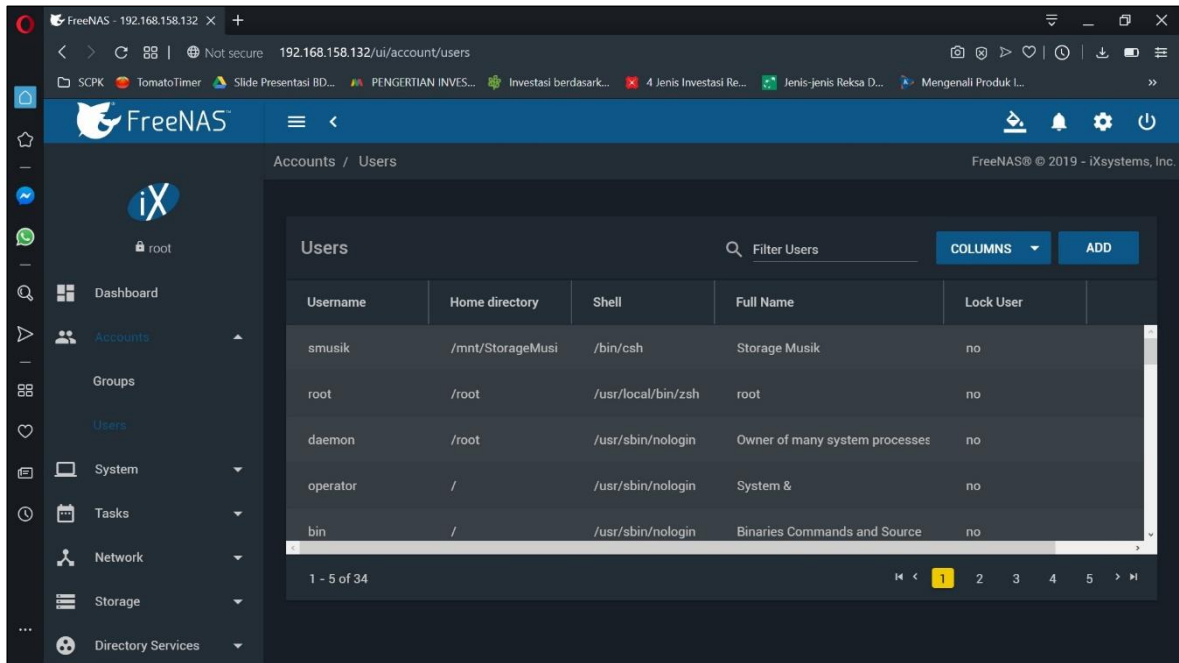 FreeNAS - 192.168.158.132
Not secure 192.168.158.132/ui/account/users
SCPK TomatoTimer Slide Presentasi BD... PENGERTIAN INVES... Investasi berdasark... 4 Jenis Investasi Re... Jenis-jenis Reksa D... Mengenali Produk I...
FreeNAS
Accounts / Users FreeNAS® © 2019 - iXsystems, Inc.
iX
root
Users Filter Users COLUMNS ADD
Dashboard
Username Home directory Shell Full Name Lock User
Accounts
smusik /mnt/StorageMusi /bin/csh Storage Musik no
Groups
root /root /usr/local/bin/zsh root no
Users
daemon /root /usr/sbin/nologin Owner of many system processes no
System
operator / /usr/sbin/nologin System & no
Tasks
bin / /usr/sbin/nologin Binaries Commands and Source no
Network
1 - 5 of 34 1 2 3 4 5
Storage
Directory Services